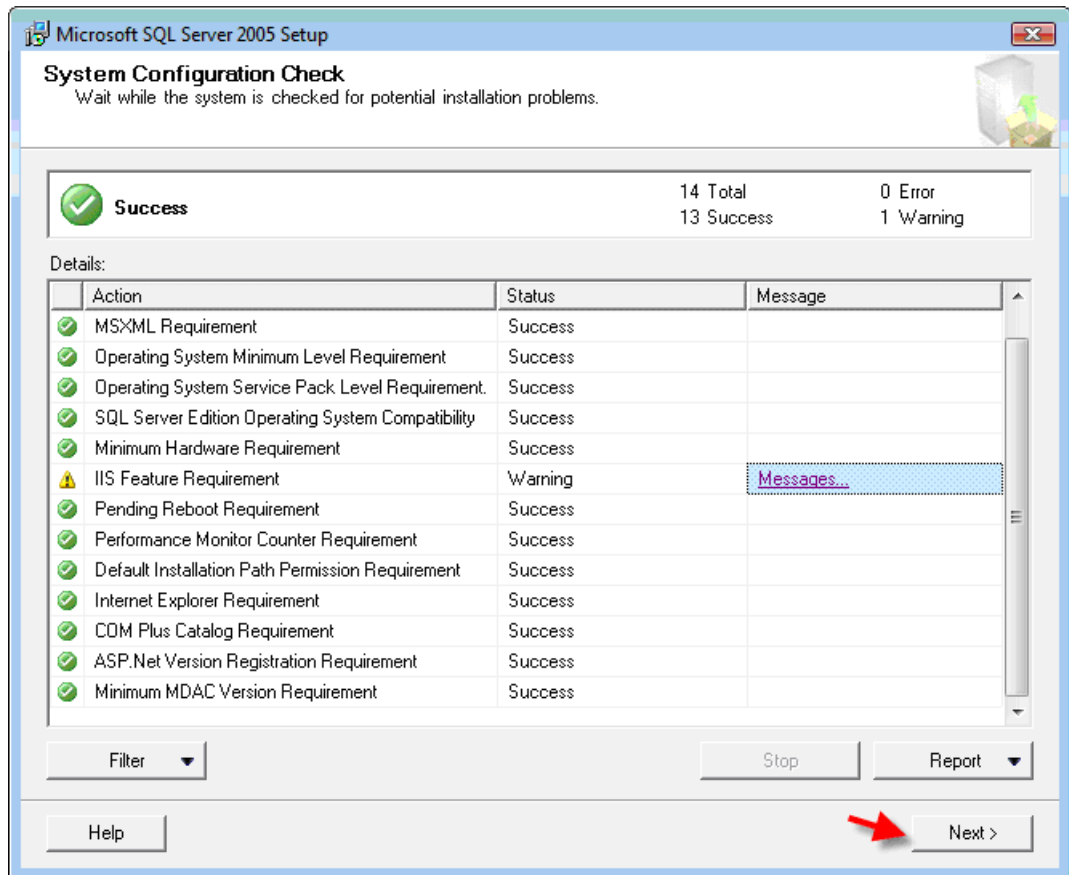 Microsoft SQL Server 2005 Setup
System Configuration Check
Wait while the system is checked for potential installation problems.
Success
14 Total 0 Error
13 Success 1 Warning
Details:
Action Status Message
MSXML Requirement Success
Operating System Minimum Level Requirement Success
Operating System Service Pack Level Requirement. Success
SQL Server Edition Operating System Compatibility Success
Minimum Hardware Requirement Success
IIS Feature Requirement Warning Messages...
Pending Reboot Requirement Success
Performance Monitor Counter Requirement Success
Default Installation Path Permission Requirement Success
Internet Explorer Requirement Success
COM Plus Catalog Requirement Success
ASP.Net Version Registration Requirement Success
Minimum MDAC Version Requirement Success
Filter Stop Report
Help Next >